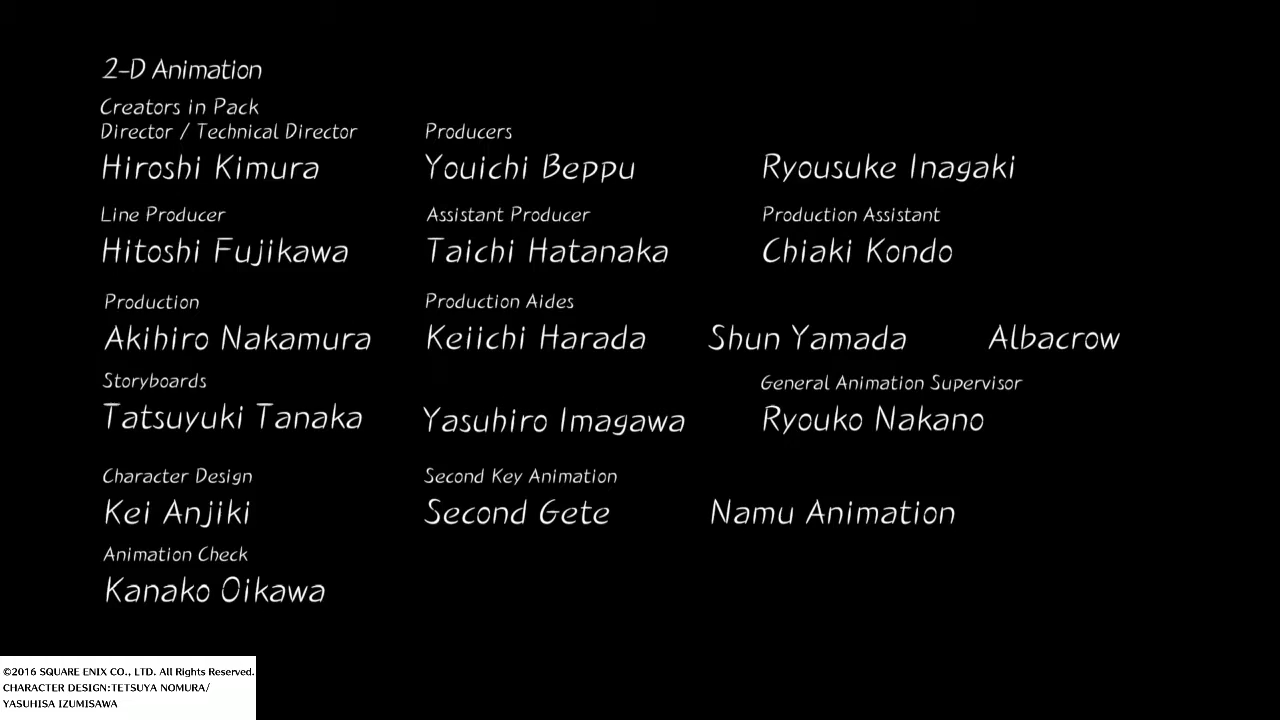 2-D Animation
Creators in Pack
Director / Technical Director Producers
Hiroshi Kimura Youichi Beppu Ryousuke Inagaki
Line Producer Assistant Producer Production Assistant
Hitoshi Fujikawa Taichi Hatanaka Chiaki Kondo
Production Production Aides
Akihiro Nakamura Keiichi Harada Shun Yamada Albacrow
Storyboards General Animation Supervisor
Tatsuyuki Tanaka Yasuhiro Imagawa Ryouko Nakano
Character Design Second Key Animation
Kei Anjiki Second Gete Namu Animation
Animation Check
Kanako Oikawa
©2016 SQUARE ENIX CO., LTD. All Rights Reserved.
CHARACTER DESIGN:TETSUYA NOMURA/
YASUHISA IZUMISAWA